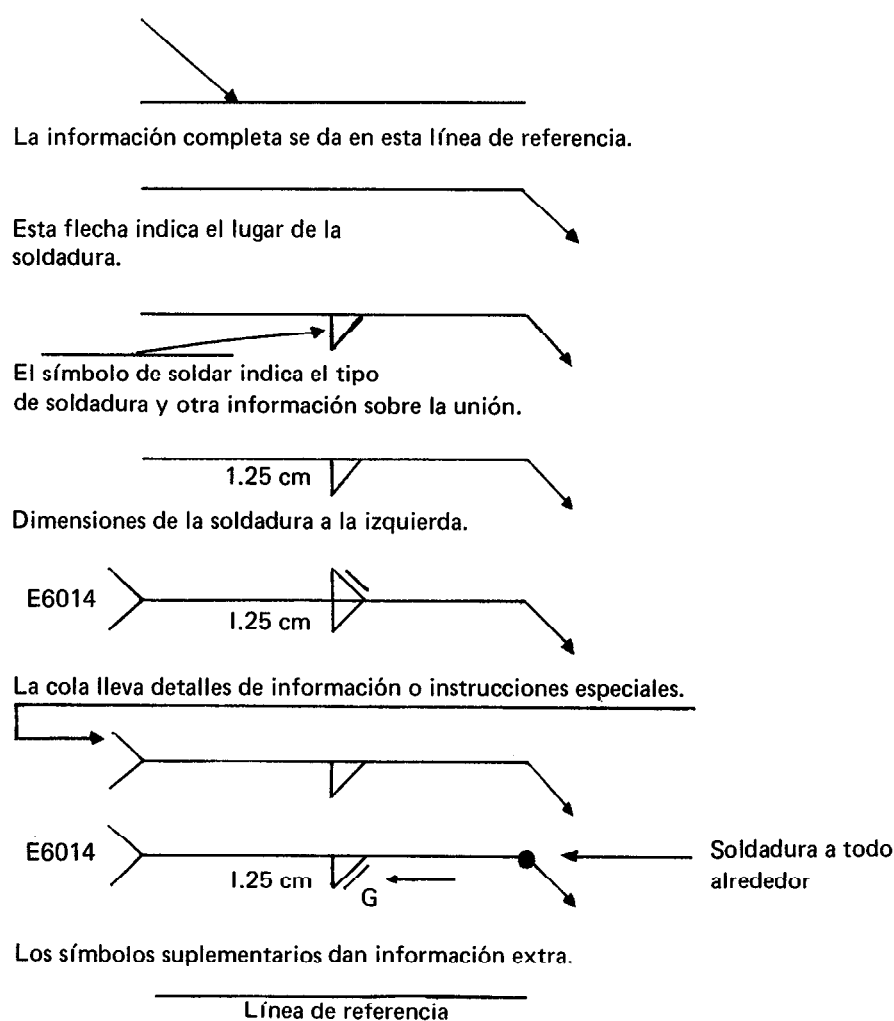 La información completa se da en esta línea de referencia.
Esta flecha indica el lugar de la
soldadura.
El símbolo de soldar indica el tipo
de soldadura y otra información sobre la unión.
1.25 cm
Dimensiones de la soldadura a la izquierda.
E6014
1.25 cm
La cola lleva detalles de información o instrucciones especiales.
E6014
1.25 cm
G
Soldadura a todo
alrededor
Los símbolos suplementarios dan información extra.
Línea de referencia